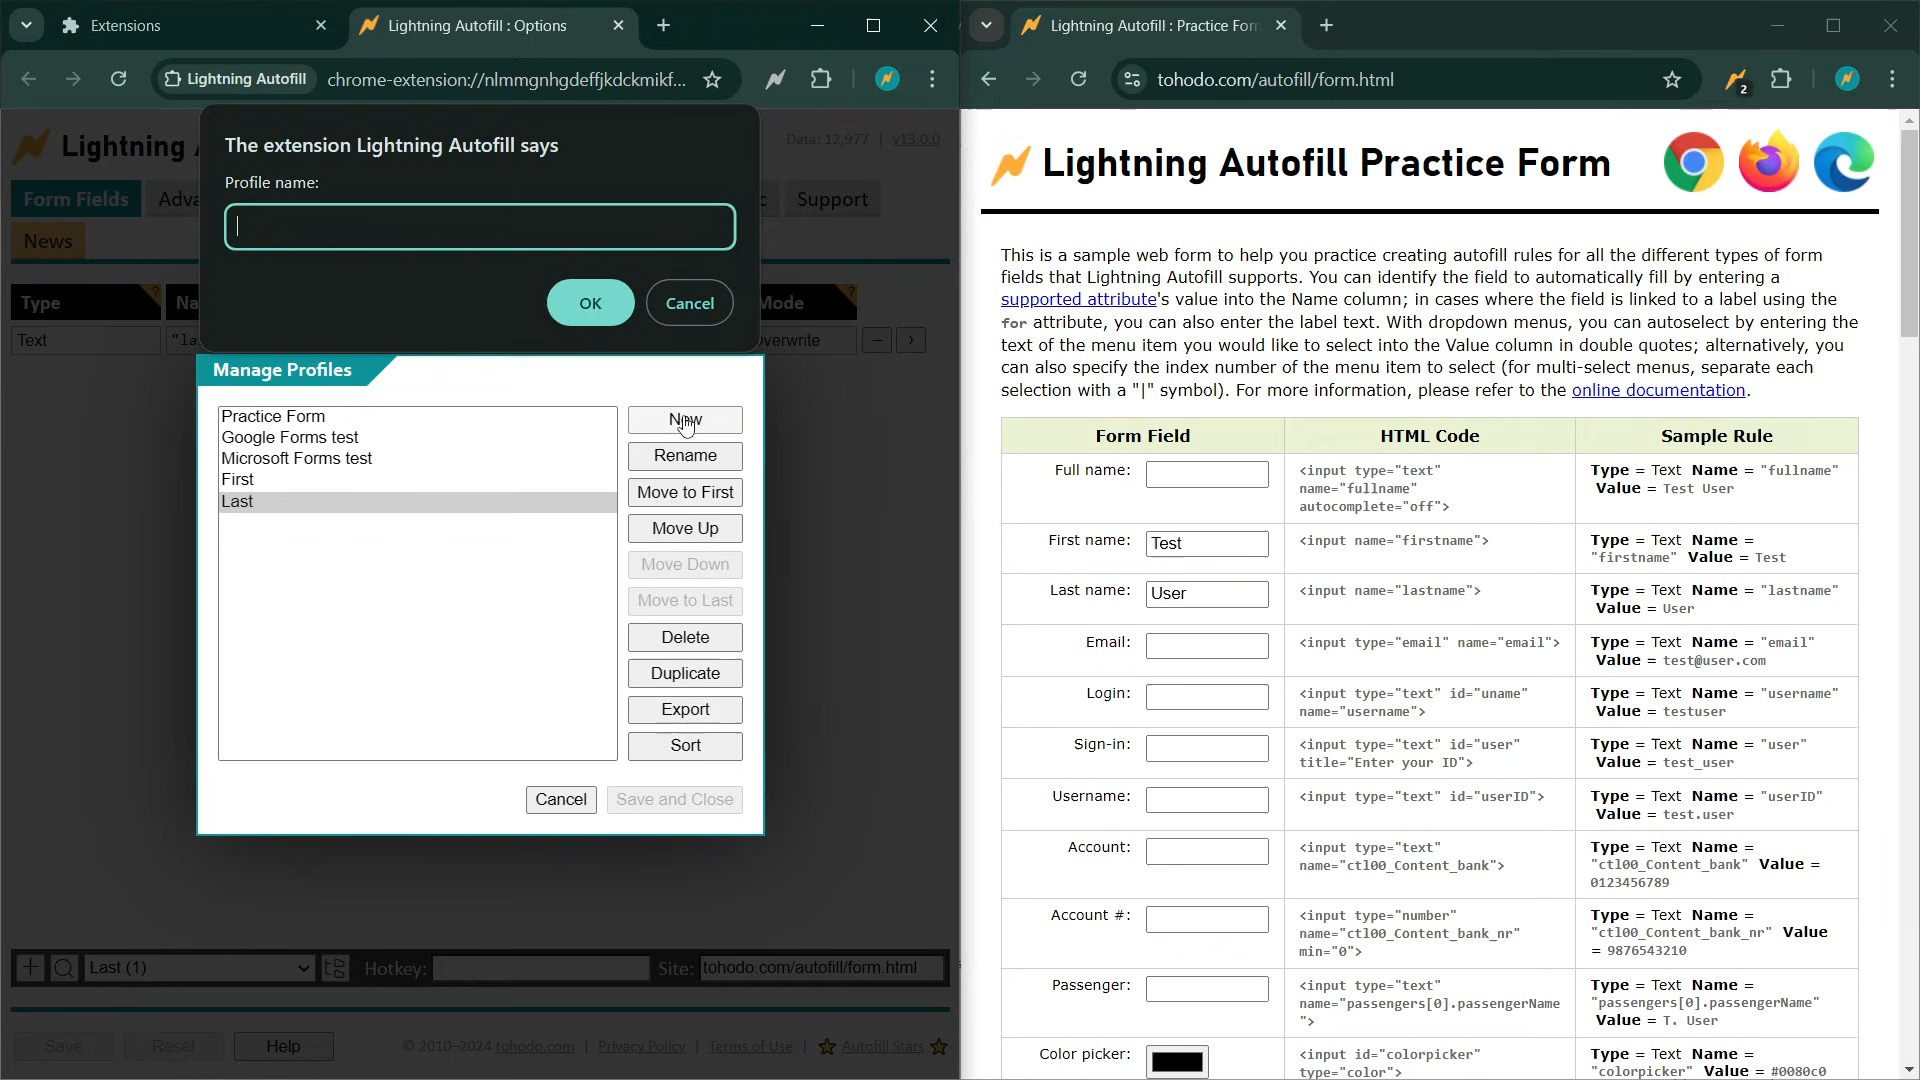 Extensions
Lightning Autofill : Options
Lightning Autofill
chrome-extension://nlmmgnhgdeffjkdckmikf...
Lightning
Data: 12,977 | v13.0.0
Form Fields
Support
News
Type
Mode
Text
Overwrite
The extension Lightning Autofill says
Profile name:
OK
Cancel
Manage Profiles
Practice Form
Google Forms test
Microsoft Forms test
First
Last
New
Rename
Move to First
Move Up
Move Down
Move to Last
Delete
Duplicate
Export
Sort
Cancel
Save and Close
Last (1)
Hotkey:
Site: tohodo.com/autofill/form.html
Save
Reset
Help
© 2010–2024 tohodo.com | Privacy Policy | Terms of Use | Autofill Stars
Lightning Autofill : Practice For
tohodo.com/autofill/form.html
2
Lightning Autofill Practice Form
This is a sample web form to help you practice creating autofill rules for all the different types of form
fields that Lightning Autofill supports. You can identify the field to automatically fill by entering a
supported attribute's value into the Name column; in cases where the field is linked to a label using the
for attribute, you can also enter the label text. With dropdown menus, you can autoselect by entering the
text of the menu item you would like to select into the Value column in double quotes; alternatively, you
can also specify the index number of the menu item to select (for multi-select menus, separate each
selection with a "|" symbol). For more information, please refer to the online documentation.
Form Field HTML Code Sample Rule
Full name:
<input type="text"
name="fullname"
autocomplete="off">
Type = Text Name = "fullname"
Value = Test User
First name: Test
<input name="firstname">
Type = Text Name =
"firstname" Value = Test
Last name: User
<input name="lastname">
Type = Text Name = "lastname"
Value = User
Email:
<input type="email" name="email">
Type = Text Name = "email"
Value = test@user.com
Login:
<input type="text" id="uname"
name="username">
Type = Text Name = "username"
Value = testuser
Sign-in:
<input type="text" id="user"
title="Enter your ID">
Type = Text Name = "user"
Value = test_user
Username:
<input type="text" id="userID">
Type = Text Name = "userID"
Value = test.user
Account:
<input type="text"
name="ctl00_Content_bank">
Type = Text Name =
"ctl00_Content_bank" Value =
0123456789
Account #:
<input type="number"
name="ctl00_Content_bank_nr"
min="0">
Type = Text Name =
"ctl00_Content_bank_nr" Value
= 9876543210
Passenger:
<input type="text"
name="passengers[0].passengerName
">
Type = Text Name =
"passengers[0].passengerName"
Value = T. User
Color picker:
<input id="colorpicker"
type="color">
Type = Text Name =
"colorpicker" Value = #0080c0